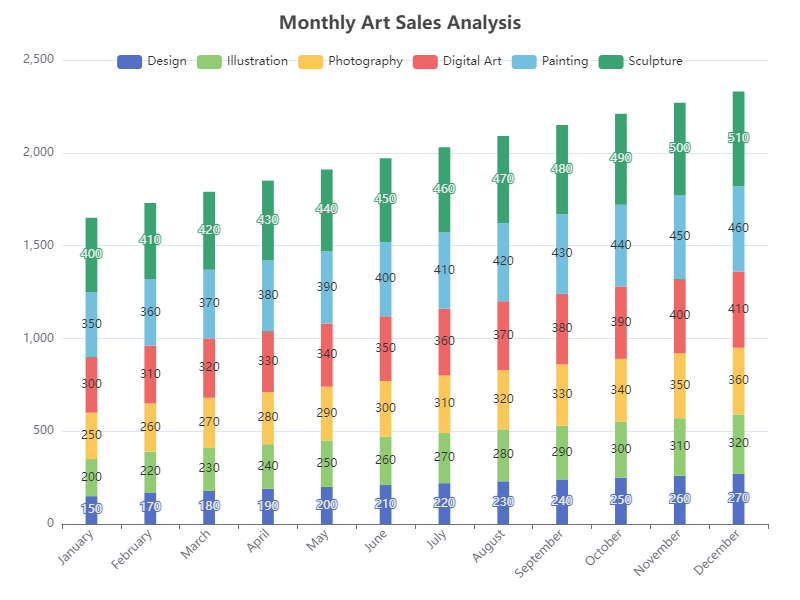 Monthly Art Sales Analysis
Design Illustration Photography Digital Art Painting Sculpture
2,500
2,000
1,500
1,000
500
0
400 410 420 430 440 450 460 470 480 490 500 510
350 360 370 380 390 400 410 420 430 440 450 460
300 310 320 330 340 350 360 370 380 390 400 410
250 260 270 280 290 300 310 320 330 340 350 360
200 220 230 240 250 260 270 280 290 300 310 320
150 170 180 190 200 210 220 230 240 250 260 270
January February March April May June July August September October November December